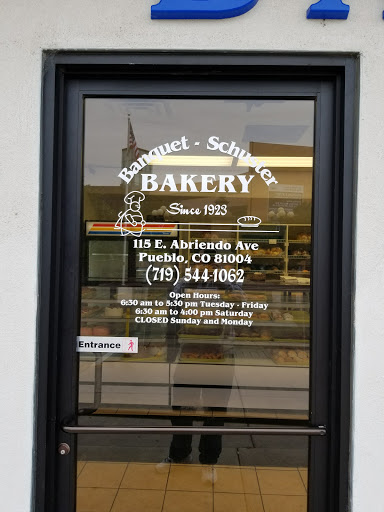 Banquet - Schuster
BAKERY
Since 1923
115 E. Abriendo Ave
Pueblo, CO 81004
(719) 544-1062
Open Hours:
6:30 am to 5:30 pm Tuesday - Friday
6:30 am to 4:00 pm Saturday
CLOSED Sunday and Monday
Entrance